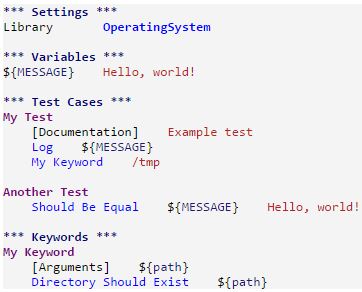 *** Settings ***
Library       OperatingSystem

*** Variables ***
${MESSAGE}    Hello, world!

*** Test Cases ***
My Test
    [Documentation]    Example test
    Log    ${MESSAGE}
    My Keyword    /tmp

Another Test
    Should Be Equal    ${MESSAGE}    Hello, world!

*** Keywords ***
My Keyword
    [Arguments]    ${path}
    Directory Should Exist    ${path}